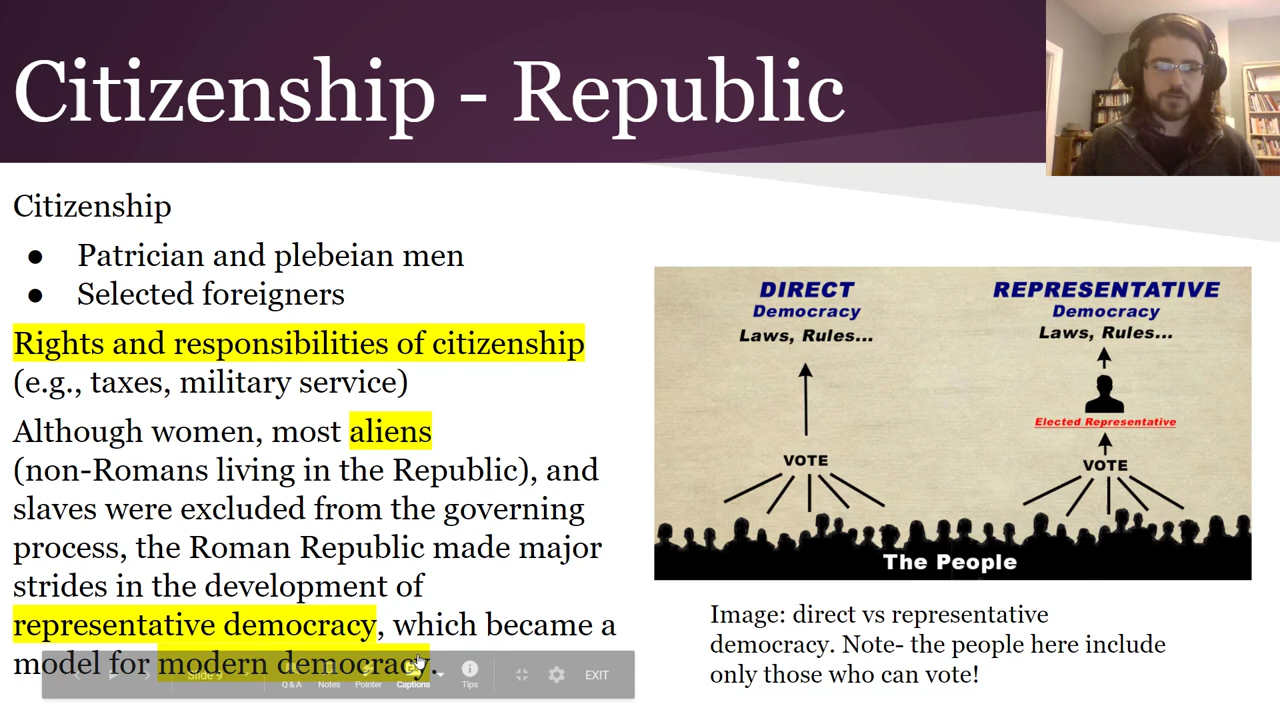 Citizenship - Republic
Citizenship
● Patrician and plebeian men
● Selected foreigners
Rights and responsibilities of citizenship
(e.g., taxes, military service)
Although women, most aliens
(non-Romans living in the Republic), and
slaves were excluded from the governing
process, the Roman Republic made major
strides in the development of
representative democracy, which became a
model for modern democracy.
DIRECT
Democracy
Laws, Rules...
VOTE
REPRESENTATIVE
Democracy
Laws, Rules...
Elected Representative
VOTE
The People
Image: direct vs representative
democracy. Note- the people here include
only those who can vote!
Slide 9
Q & A
Notes
Pointer
Captions
Tips
EXIT